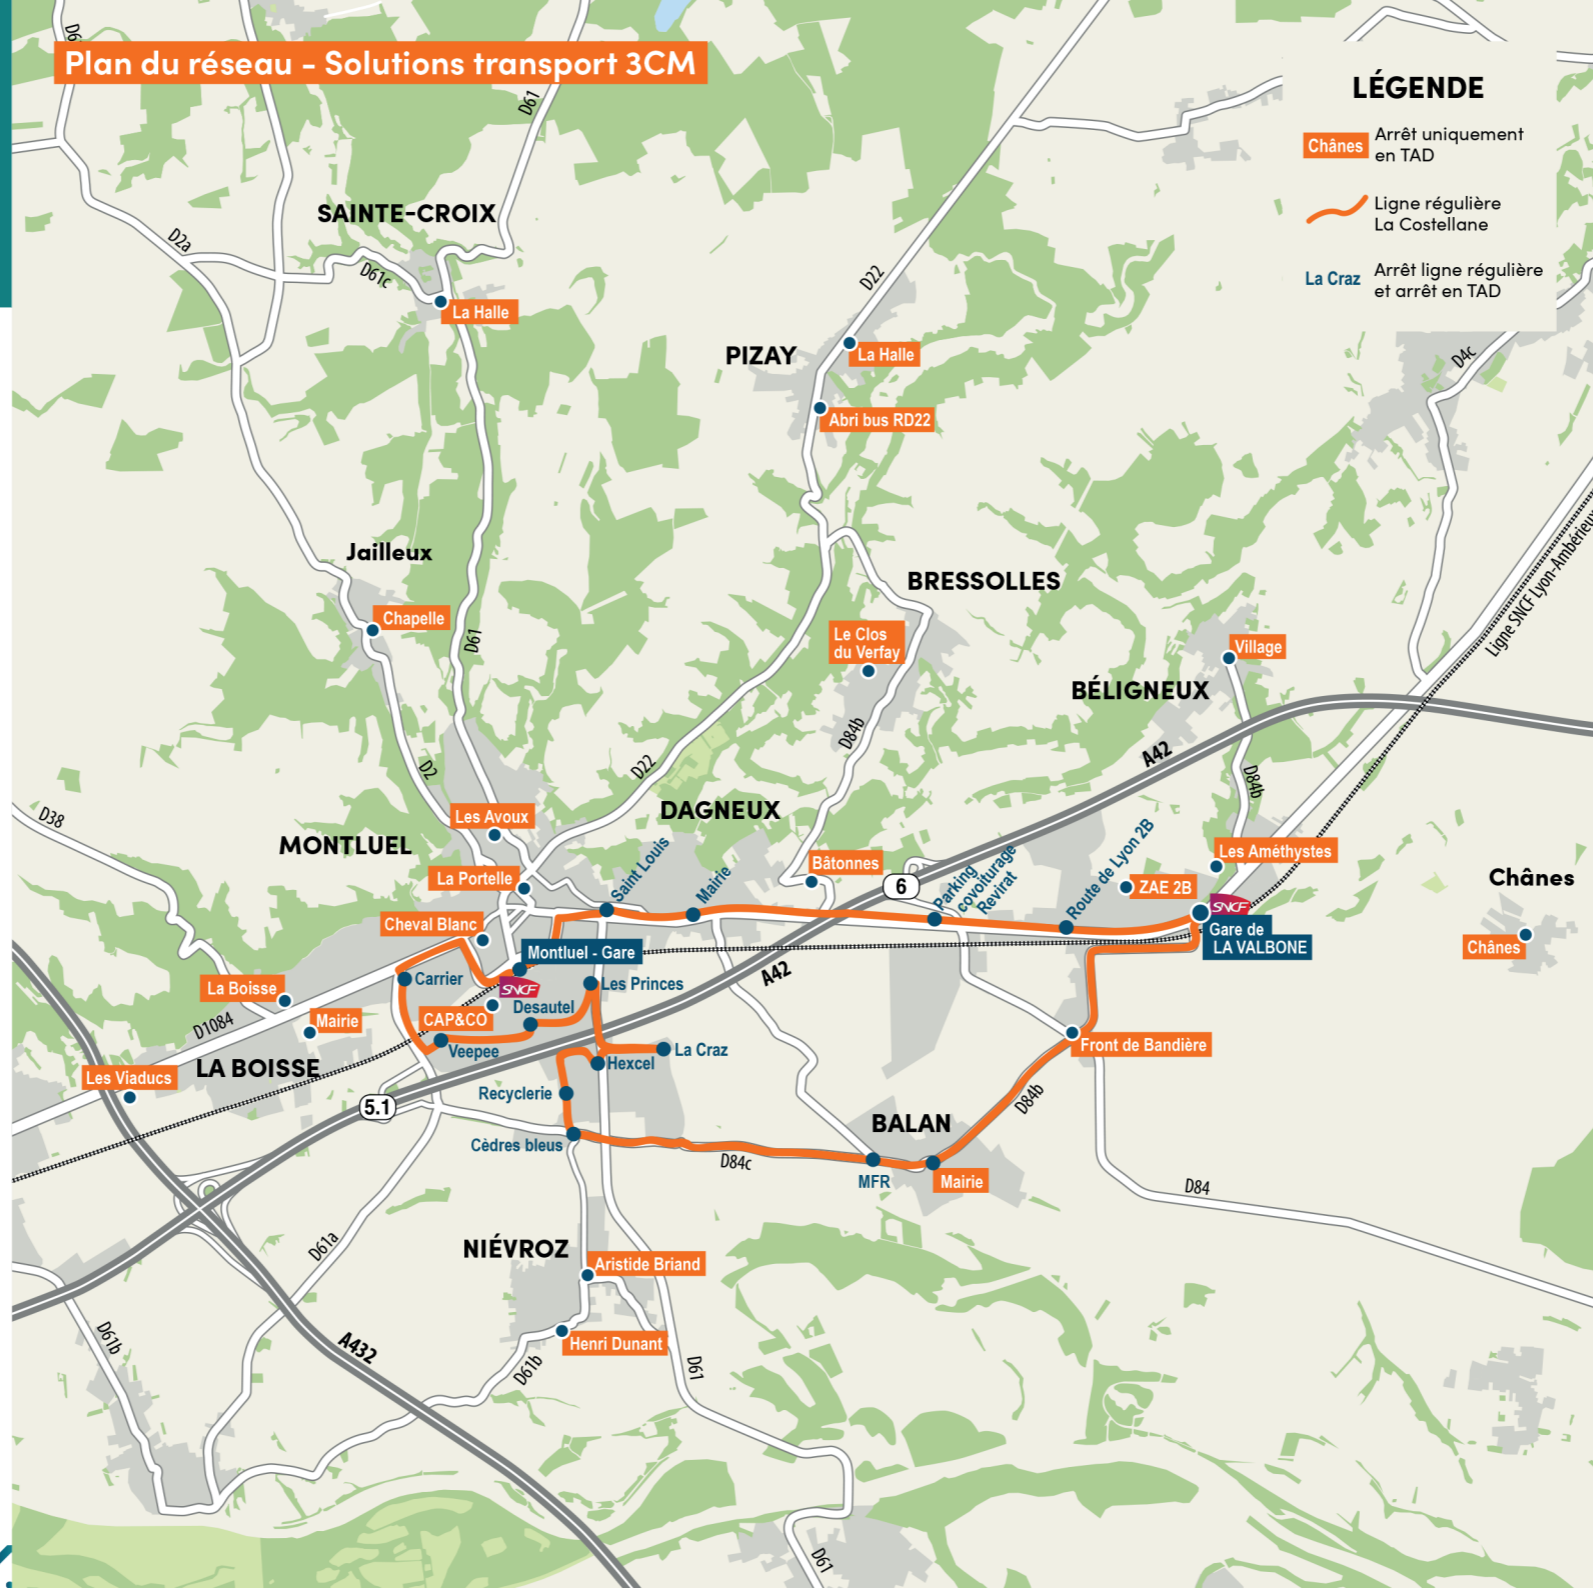 D6
Plan du réseau - Solutions transport 3CM
D61
LÉGENDE
Chânes
Arrêt uniquement
en TAD
Ligne régulière
La Costellane
La Craz
Arrêt ligne régulière
et arrêt en TAD
SAINTE-CROIX
D2a
D61c
La Halle
D22
PIZAY
La Halle
Abri bus RD22
D4c
Ligne SNCF Lyon-Ambérieux
Jailleux
Chapelle
D61
BRESSOLLES
Le Clos
du Verfay
Village
BÉLIGNEUX
D84b
A42
D84b
D2
D22
D38
DAGNEUX
Les Avoux
MONTLUEL
La Portelle
Saint Louis
Mairie
Bâtonnes
6
Parking
covoiturage
Revirat
Route de Lyon 2B
Les Améthystes
ZAE 2B
SNCF
Gare de
LA VALBONE
Chânes
Chânes
Cheval Blanc
Montluel - Gare
SNCF
Carrier
La Boisse
Les Princes
A42
Desautel
CAP&CO
Mairie
D1084
Veepee
La Craz
Hexcel
Front de Bandière
LA BOISSE
Les Viaducs
5.1
Recyclerie
D84b
BALAN
Cèdres bleus
D84c
MFR
Mairie
D84
D61a
NIÉVROZ
Aristide Briand
Henri Dunant
D61b
A432
D61b
D61
D61